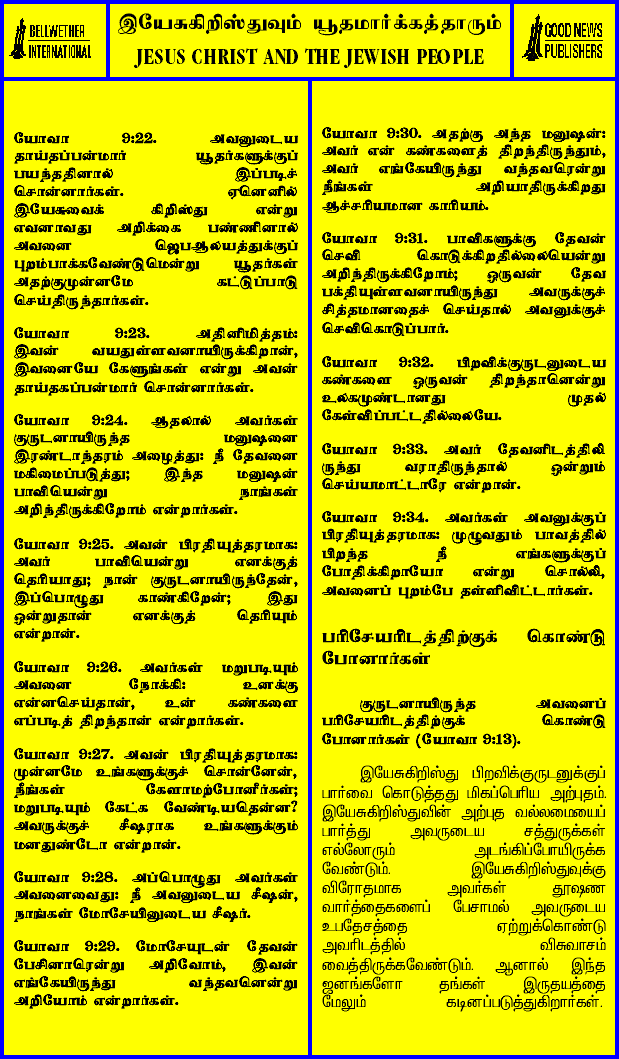 BELLWETHER
INTERNATIONAL
இயேசுகிறிஸ்துவும் யூதமார்க்கத்தாரும்
JESUS CHRIST AND THE JEWISH PEOPLE
GOOD NEWS
PUBLISHERS
யோவா 9:22. அவனுடைய
தாய்தப்பன்மார் யூதர்களுக்குப்
பயந்ததினால் இப்படிச்
சொன்னார்கள். ஏனெனில்
இயேசுவைக் கிறிஸ்து என்று
எவனாவது அறிக்கை பண்ணினால்
அவனை ஜெபஆலயத்துக்குப்
புறம்பாக்கவேண்டுமென்று யூதர்கள்
அதற்குமுன்னமே கட்டுப்பாடு
செய்திருந்தார்கள்.
யோவா 9:23. அதினிமித்தம்:
இவன் வயதுள்ளவனாயிருக்கிறான்,
இவனையே கேளுங்கள் என்று அவன்
தாய்தகப்பன்மார் சொன்னார்கள்.
யோவா 9:24. ஆதலால் அவர்கள்
குருடனாயிருந்த மனுஷனை
இரண்டாந்தரம் அழைத்து: நீ தேவனை
மகிமைப்படுத்து; இந்த மனுஷன்
பாவியென்று நாங்கள்
அறிந்திருக்கிறோம் என்றார்கள்.
யோவா 9:25. அவன் பிரதியுத்தரமாக:
அவர் பாவியென்று எனக்குத்
தெரியாது; நான் குருடனாயிருந்தேன்,
இப்பொழுது காண்கிறேன்; இது
ஒன்றுதான் எனக்குத் தெரியும்
என்றான்.
யோவா 9:26. அவர்கள் மறுபடியும்
அவனை நோக்கி: உனக்கு
என்னசெய்தான், உன் கண்களை
எப்படித் திறந்தான் என்றார்கள்.
யோவா 9:27. அவன் பிரதியுத்தரமாக:
முன்னமே உங்களுக்குச் சொன்னேன்,
நீங்கள் கேளாமற்போனீர்கள்;
மறுபடியும் கேட்க வேண்டியதென்ன?
அவருக்குச் சீஷராக உங்களுக்கும்
மனதுண்டோ என்றான்.
யோவா 9:28. அப்பொழுது அவர்கள்
அவனைவைது: நீ அவனுடைய சீஷன்,
நாங்கள் மோசேயினுடைய சீஷர்.
யோவா 9:29. மோசேயுடன் தேவன்
பேசினாரென்று அறிவோம், இவன்
எங்கேயிருந்து வந்தவனென்று
அறியோம் என்றார்கள்.
யோவா 9:30. அதற்கு அந்த மனுஷன்:
அவர் என் கண்களைத் திறந்திருந்தும்,
அவர் எங்கேயிருந்து வந்தவரென்று
நீங்கள் அறியாதிருக்கிறது
ஆச்சரியமான காரியம்.
யோவா 9:31. பாவிகளுக்கு தேவன்
செவி கொடுக்கிறதில்லையென்று
அறிந்திருக்கிறோம்; ஒருவன் தேவ
பக்தியுள்ளவனாயிருந்து அவருக்குச்
சித்தமானதைச் செய்தால் அவனுக்குச்
செவிகொடுப்பார்.
யோவா 9:32. பிறவிக்குருடனுடைய
கண்களை ஒருவன் திறந்தானென்று
உலகமுண்டானது முதல்
கேள்விப்பட்டதில்லையே.
யோவா 9:33. அவர் தேவனிடத்திலி
ருந்து வராதிருந்தால் ஒன்றும்
செய்யமாட்டாரே என்றான்.
யோவா 9:34. அவர்கள் அவனுக்குப்
பிரதியுத்தரமாக: முழுவதும் பாவத்தில்
பிறந்த நீ எங்களுக்குப்
போதிக்கிறாயோ என்று சொல்லி,
அவனைப் புறம்பே தள்ளிவிட்டார்கள்.
பரிசேயரிடத்திற்குக் கொண்டு
போனார்கள்
குருடனாயிருந்த அவனைப்
பரிசேயரிடத்திற்குக் கொண்டு
போனார்கள் (யோவா 9:13).
இயேசுகிறிஸ்து பிறவிக்குருடனுக்குப்
பார்வை கொடுத்தது மிகப்பெரிய அற்புதம்.
இயேசுகிறிஸ்துவின் அற்புத வல்லமையைப்
பார்த்து அவருடைய சத்துருக்கள்
எல்லோரும் அடங்கிப்போயிருக்க
வேண்டும். இயேசுகிறிஸ்துவுக்கு
விரோதமாக அவர்கள் தூஷண
வார்த்தைகளைப் பேசாமல் அவருடைய
உபதேசத்தை ஏற்றுக்கொண்டு
அவரிடத்தில் விசுவாசம்
வைத்திருக்கவேண்டும். ஆனால் இந்த
ஜனங்களோ தங்கள் இருதயத்தை
மேலும் கடினப்படுத்துகிறார்கள்.